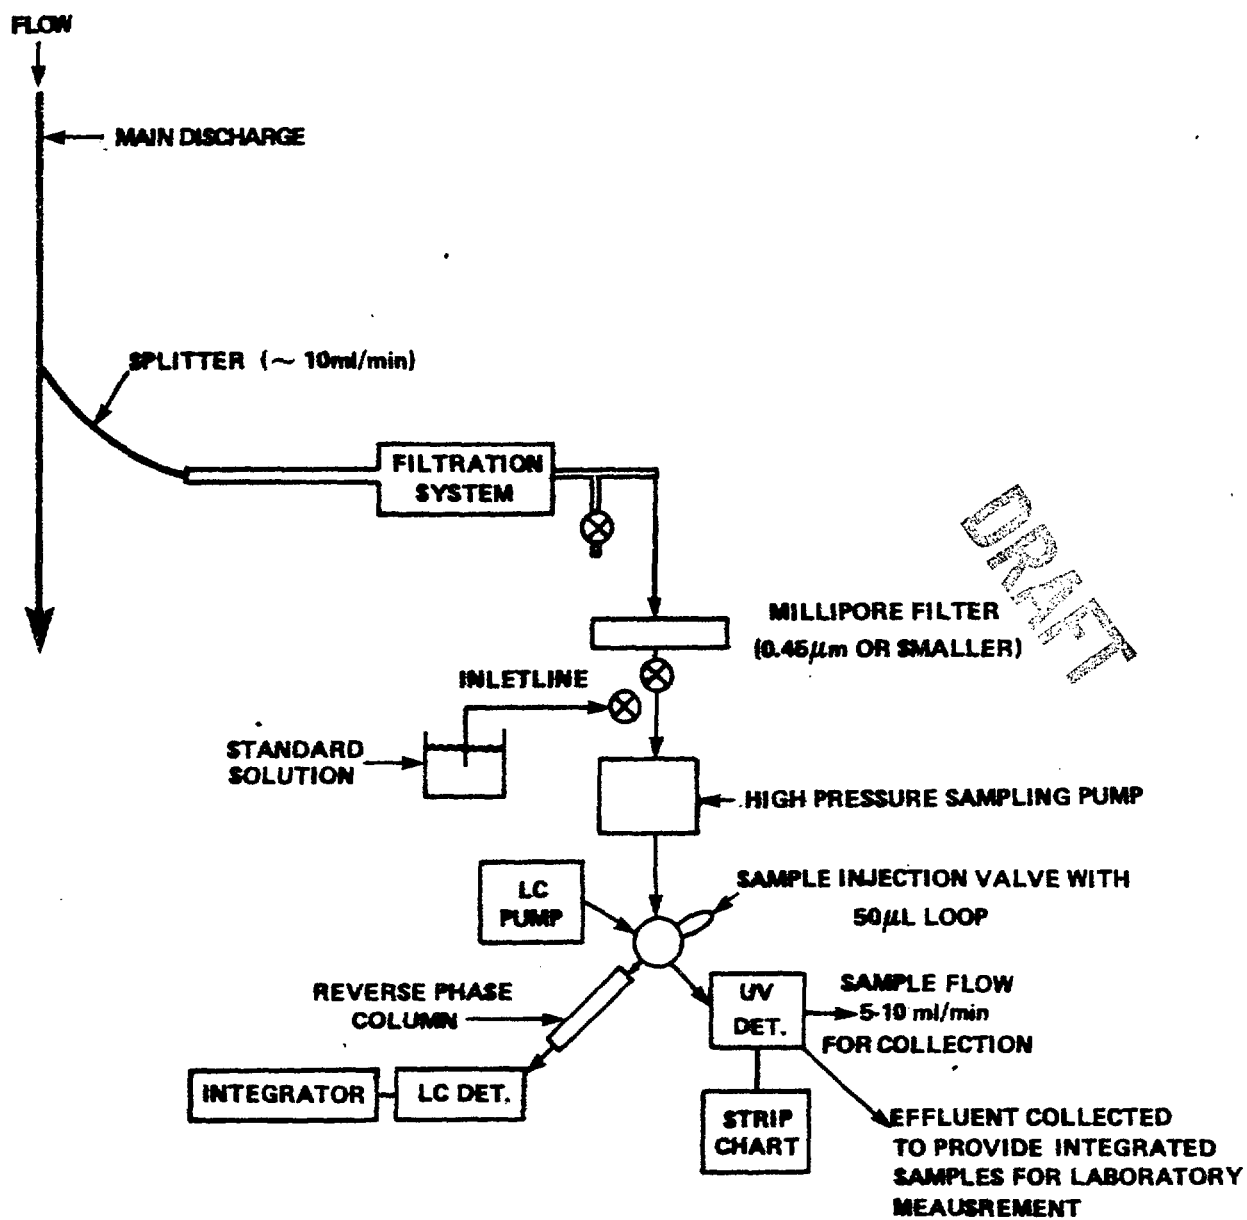 FLOW
MAIN DISCHARGE
SPLITTER (~ 10ml/min)
FILTRATION
SYSTEM
DRAFT
MILLIPORE FILTER
(0.45μm OR SMALLER)
INLETLINE
STANDARD
SOLUTION
HIGH PRESSURE SAMPLING PUMP
LC
PUMP
SAMPLE INJECTION VALVE WITH
50μL LOOP
REVERSE PHASE
COLUMN
UV
DET.
SAMPLE FLOW
5-10 ml/min
FOR COLLECTION
INTEGRATOR
LC DET.
STRIP
CHART
EFFLUENT COLLECTED
TO PROVIDE INTEGRATED
SAMPLES FOR LABORATORY
MEAUSREMENT